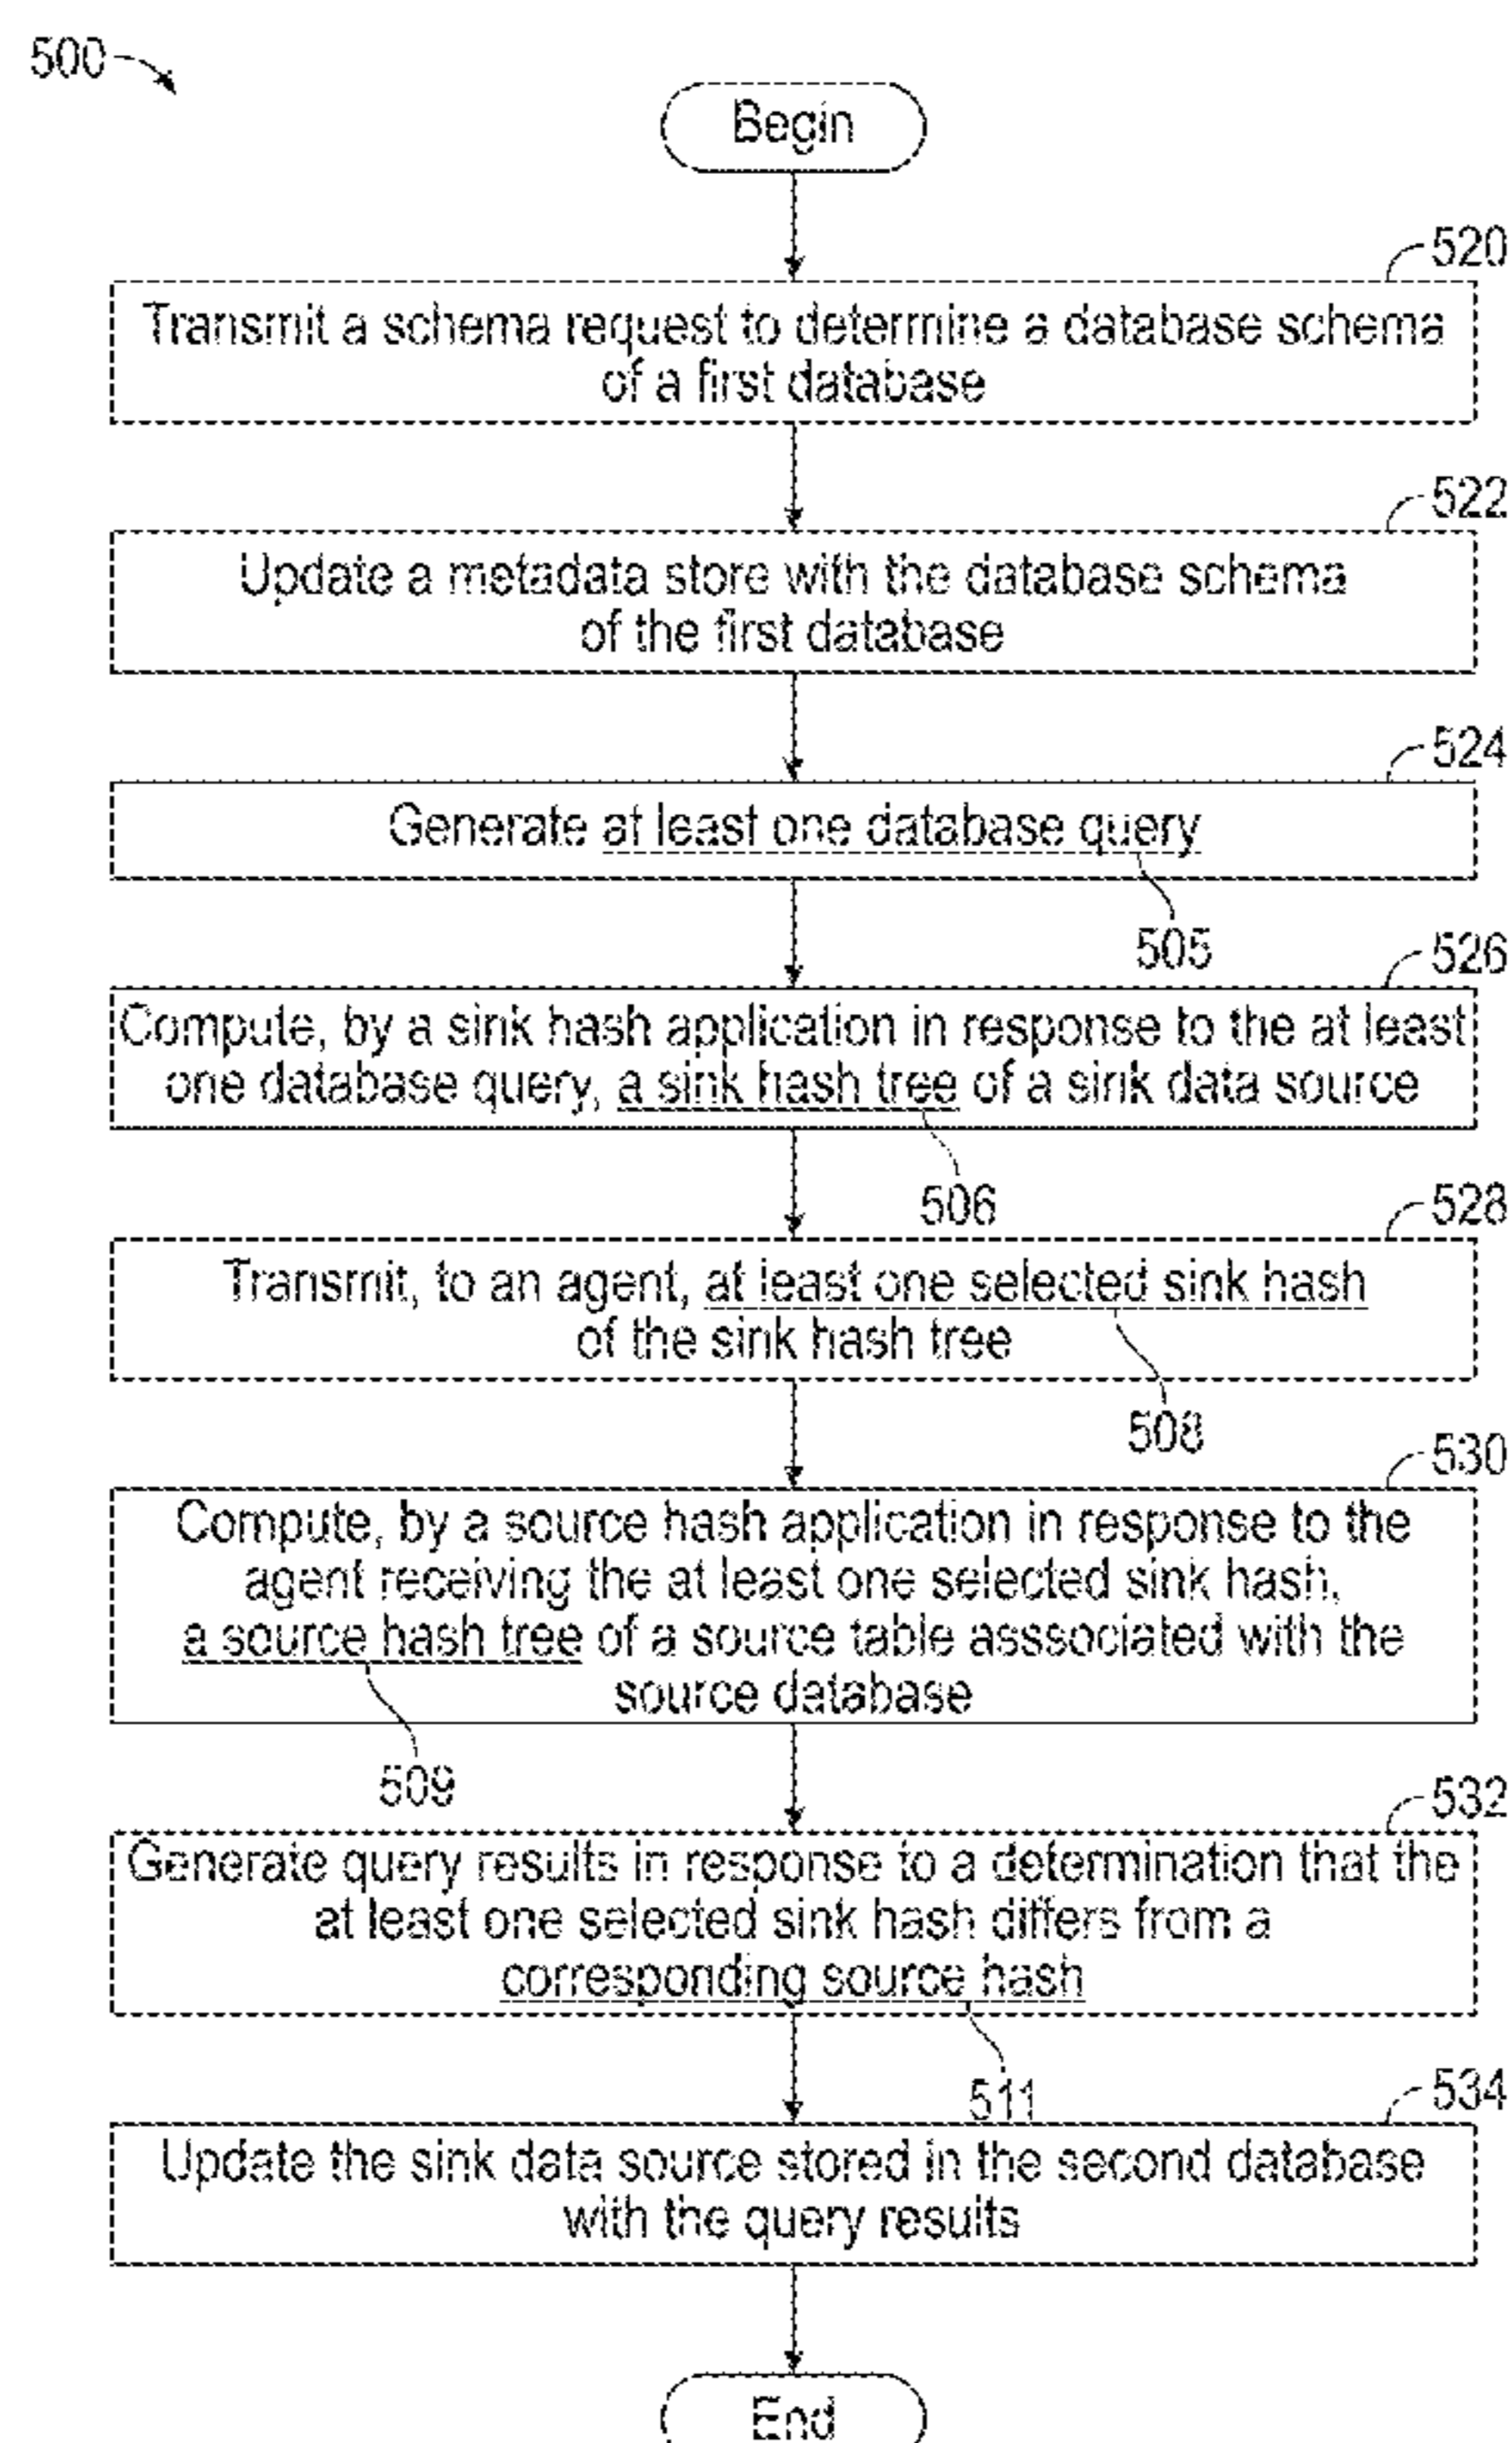 500
Begin
520
Transmit a schema request to determine a database schema
of a first database
522
Update a metadata store with the database schema
of the first database
524
Generate at least one database query
505
526
Compute, by a sink hash application in response to the at least
one database query, a sink hash tree of a sink data source
506
528
Transmit, to an agent, at least one selected sink hash
of the sink hash tree
508
530
Compute, by a source hash application in response to the
agent receiving the at least one selected sink hash,
a source hash tree of a source table asssociated with the
source database
509
532
Generate query results in response to a determination that the
at least one selected sink hash differs from a
corresponding source hash
511
534
Update the sink data source stored in the second database
with the query results
End